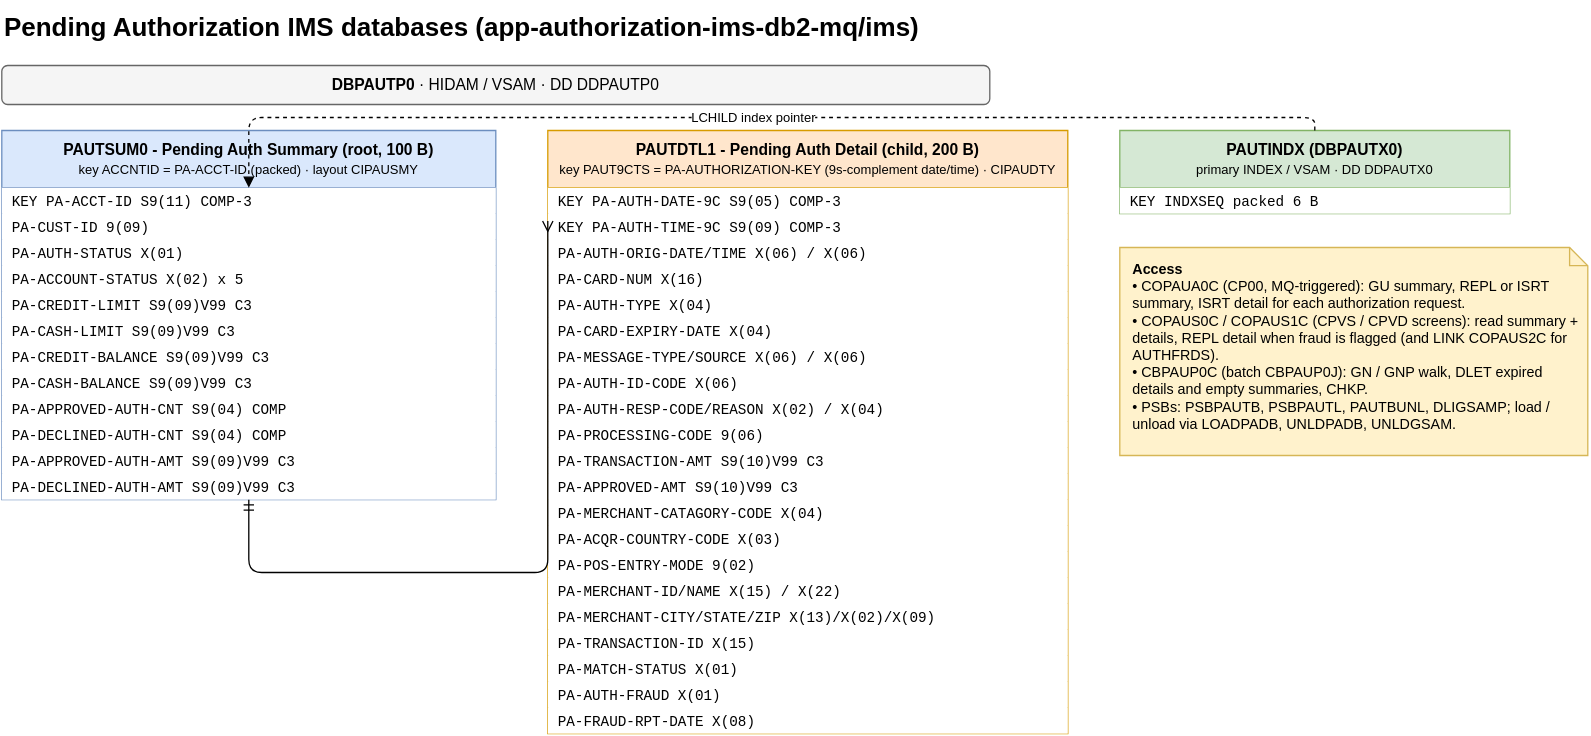 Pending Authorization IMS databases (app-authorization-ims-db2-mq/ims)
DBPAUTP0 · HIDAM / VSAM · DD DDPAUTP0
LCHILD index pointer
PAUTSUM0 - Pending Auth Summary (root, 100 B)
key ACCNTID = PA-ACCT-ID (packed) · layout CIPAUSMY
KEY PA-ACCT-ID S9(11) COMP-3
PA-CUST-ID 9(09)
PA-AUTH-STATUS X(01)
PA-ACCOUNT-STATUS X(02) x 5
PA-CREDIT-LIMIT S9(09)V99 C3
PA-CASH-LIMIT S9(09)V99 C3
PA-CREDIT-BALANCE S9(09)V99 C3
PA-CASH-BALANCE S9(09)V99 C3
PA-APPROVED-AUTH-CNT S9(04) COMP
PA-DECLINED-AUTH-CNT S9(04) COMP
PA-APPROVED-AUTH-AMT S9(09)V99 C3
PA-DECLINED-AUTH-AMT S9(09)V99 C3
PAUTDTL1 - Pending Auth Detail (child, 200 B)
key PAUT9CTS = PA-AUTHORIZATION-KEY (9s-complement date/time) · CIPAUDTY
KEY PA-AUTH-DATE-9C S9(05) COMP-3
KEY PA-AUTH-TIME-9C S9(09) COMP-3
PA-AUTH-ORIG-DATE/TIME X(06) / X(06)
PA-CARD-NUM X(16)
PA-AUTH-TYPE X(04)
PA-CARD-EXPIRY-DATE X(04)
PA-MESSAGE-TYPE/SOURCE X(06) / X(06)
PA-AUTH-ID-CODE X(06)
PA-AUTH-RESP-CODE/REASON X(02) / X(04)
PA-PROCESSING-CODE 9(06)
PA-TRANSACTION-AMT S9(10)V99 C3
PA-APPROVED-AMT S9(10)V99 C3
PA-MERCHANT-CATAGORY-CODE X(04)
PA-ACQR-COUNTRY-CODE X(03)
PA-POS-ENTRY-MODE 9(02)
PA-MERCHANT-ID/NAME X(15) / X(22)
PA-MERCHANT-CITY/STATE/ZIP X(13)/X(02)/X(09)
PA-TRANSACTION-ID X(15)
PA-MATCH-STATUS X(01)
PA-AUTH-FRAUD X(01)
PA-FRAUD-RPT-DATE X(08)
PAUTINDX (DBPAUTX0)
primary INDEX / VSAM · DD DDPAUTX0
KEY INDXSEQ packed 6 B
Access
• COPAUA0C (CP00, MQ-triggered): GU summary, REPL or ISRT
summary, ISRT detail for each authorization request.
• COPAUS0C / COPAUS1C (CPVS / CPVD screens): read summary +
details, REPL detail when fraud is flagged (and LINK COPAUS2C for
AUTHFRDS).
• CBPAUP0C (batch CBPAUP0J): GN / GNP walk, DLET expired
details and empty summaries, CHKP.
• PSBs: PSBPAUTB, PSBPAUTL, PAUTBUNL, DLIGSAMP; load /
unload via LOADPADB, UNLDPADB, UNLDGSAM.